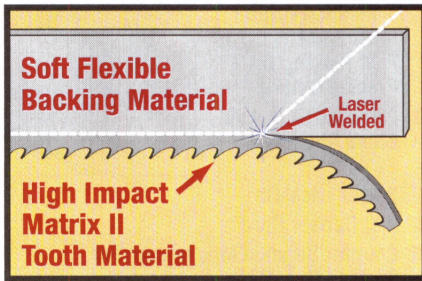 Soft Flexible
Backing Material
Laser
Welded
High Impact
Matrix II
Tooth Material